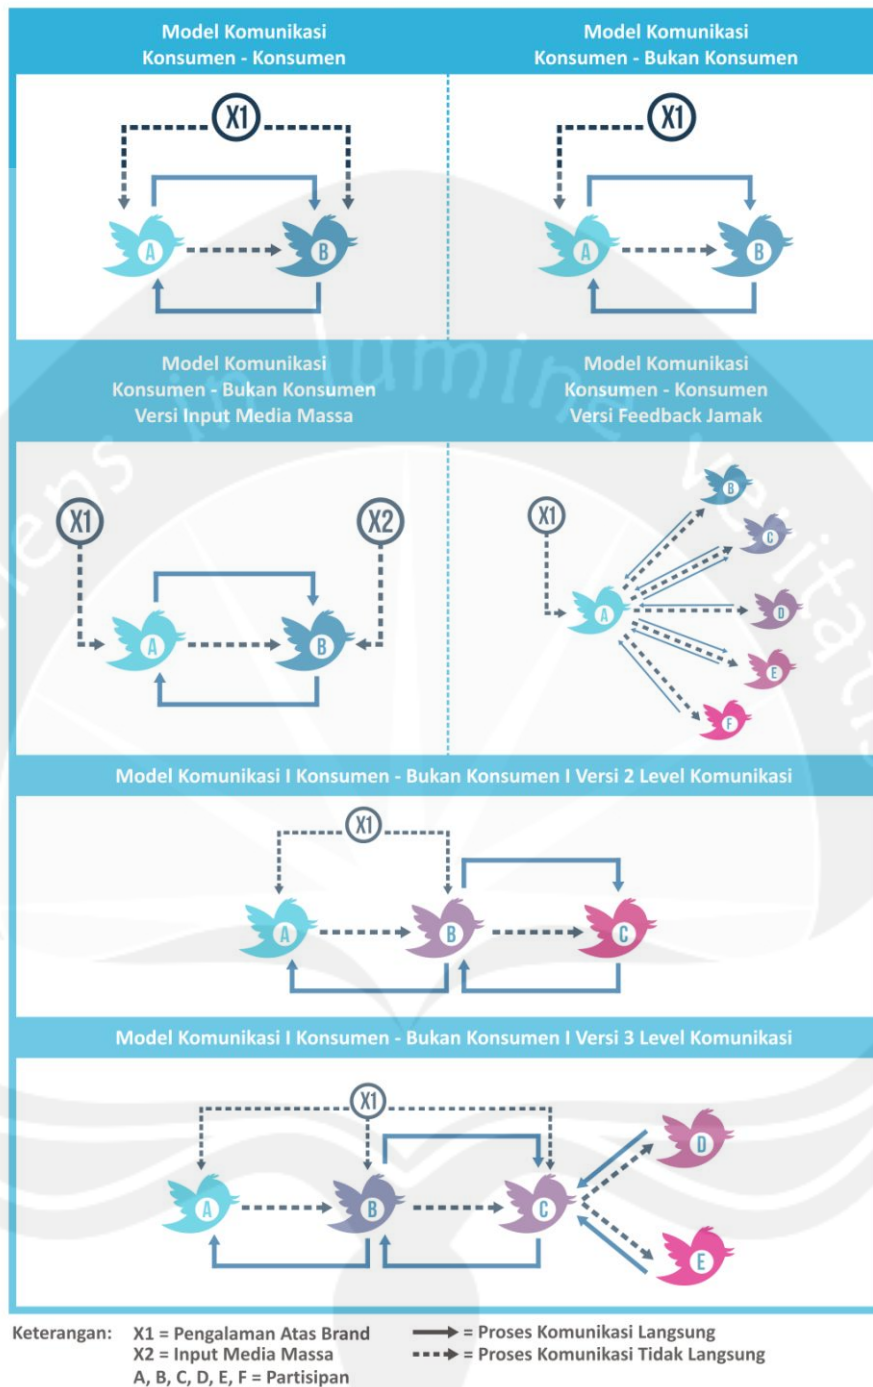 Model Komunikasi
Konsumen - Konsumen
Model Komunikasi
Konsumen - Bukan Konsumen
X1
A
B
X1
A
B
Model Komunikasi
Konsumen - Bukan Konsumen
Versi Input Media Massa
Model Komunikasi
Konsumen - Konsumen
Versi Feedback Jamak
X1
X2
A
B
X1
A
B
C
D
E
F
Model Komunikasi I Konsumen - Bukan Konsumen I Versi 2 Level Komunikasi
X1
A
B
C
Model Komunikasi I Konsumen - Bukan Konsumen I Versi 3 Level Komunikasi
X1
A
B
C
D
E
Keterangan: X1 = Pengalaman Atas Brand
X2 = Input Media Massa
A, B, C, D, E, F = Partisipan
= Proses Komunikasi Langsung
= Proses Komunikasi Tidak Langsung
in lumine veritatis